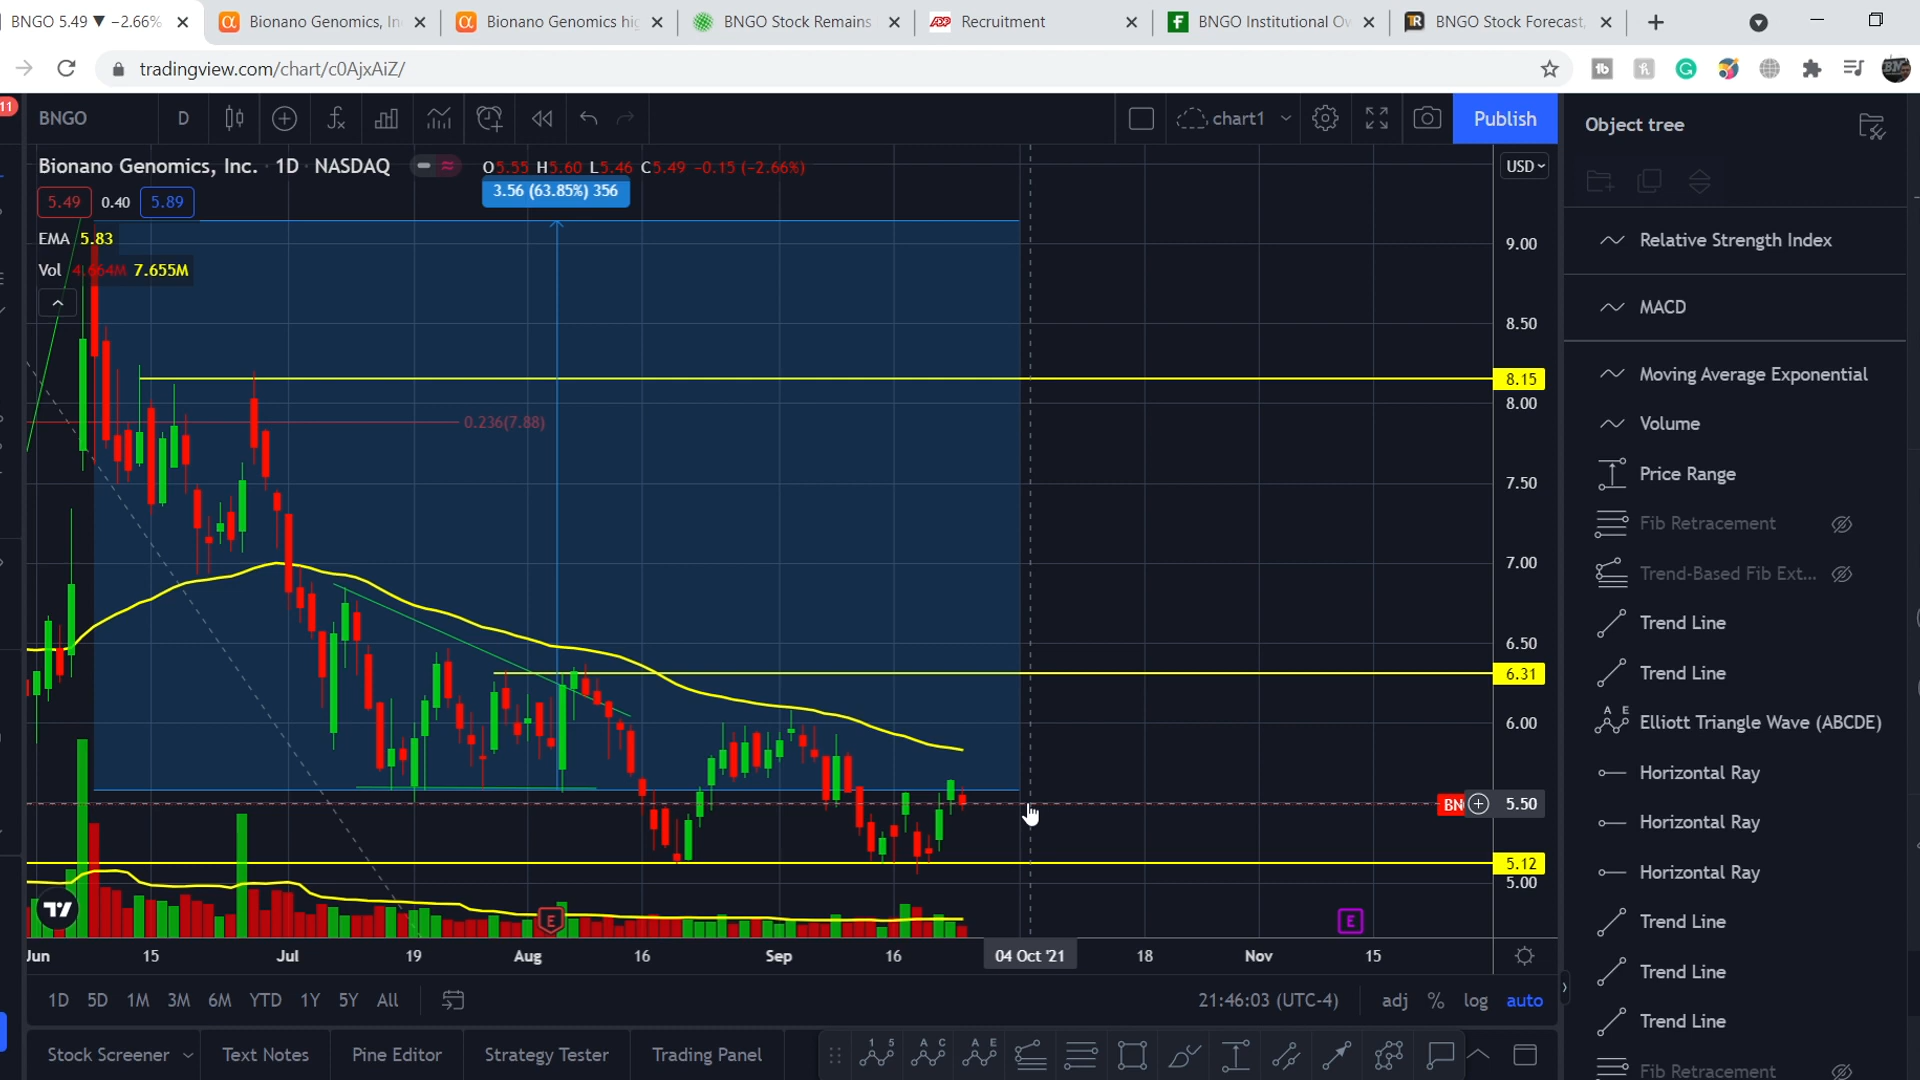 BNGO 5.49 ▼ −2.66%
Bionano Genomics, In
Bionano Genomics hig
BNGO Stock Remains
ADP Recruitment
BNGO Institutional Ow
BNGO Stock Forecast,
tradingview.com/chart/c0AjxAiZ/
11
BNGO D
chart1
Publish
Object tree
Bionano Genomics, Inc. · 1D · NASDAQ
O5.55 H5.60 L5.46 C5.49 −0.15 (−2.66%)
USD
3.56 (63.85%) 356
5.49 0.40 5.89
EMA 5.83
Vol 4.664M 7.655M
9.00
8.50
8.15
8.00
0.236(7.88)
7.50
7.00
6.50
6.31
6.00
5.50
5.12
5.00
Relative Strength Index
MACD
Moving Average Exponential
Volume
Price Range
Fib Retracement
Trend-Based Fib Ext...
Trend Line
Trend Line
Elliott Triangle Wave (ABCDE)
Horizontal Ray
Horizontal Ray
Horizontal Ray
Trend Line
Trend Line
Trend Line
Fib Retracement
E
E
Jun 15 Jul 19 Aug 16 Sep 16 04 Oct '21 18 Nov 15
1D 5D 1M 3M 6M YTD 1Y 5Y All
21:46:03 (UTC-4) adj % log auto
Stock Screener Text Notes Pine Editor Strategy Tester Trading Panel